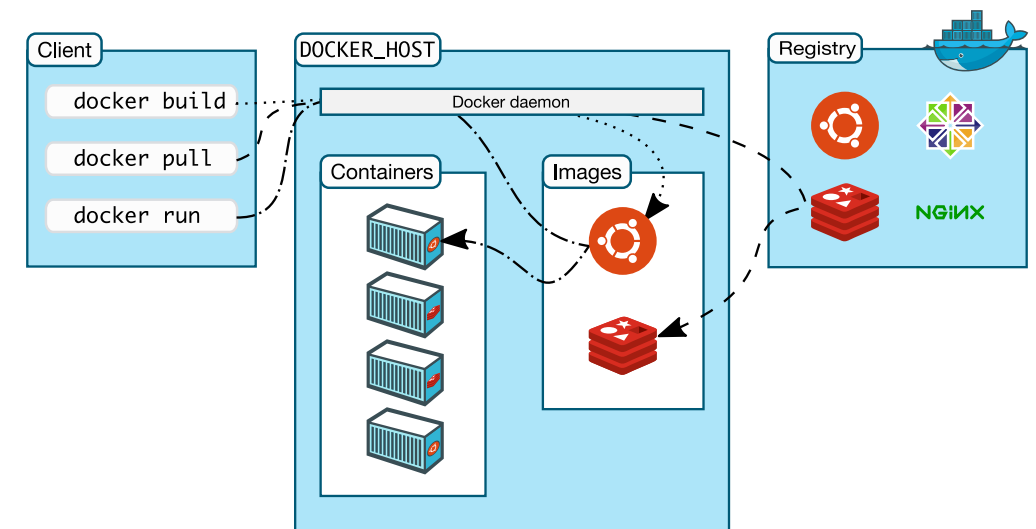 Client
docker build
docker pull
docker run
DOCKER_HOST
Docker daemon
Containers
Images
Registry
NGiNX